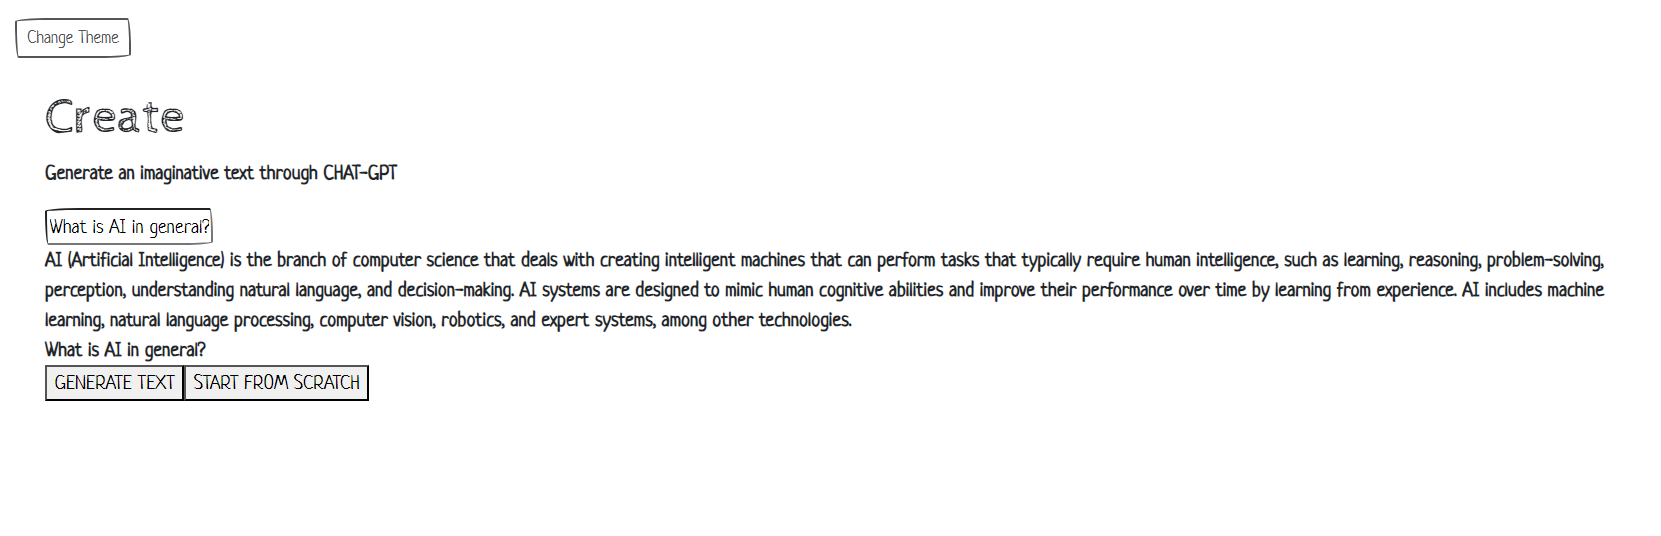 Change Theme
Create
Generate an imaginative text through CHAT-GPT
What is AI in general?
AI (Artificial Intelligence) is the branch of computer science that deals with creating intelligent machines that can perform tasks that typically require human intelligence, such as learning, reasoning, problem-solving,
perception, understanding natural language, and decision-making. AI systems are designed to mimic human cognitive abilities and improve their performance over time by learning from experience. AI includes machine
learning, natural language processing, computer vision, robotics, and expert systems, among other technologies.
What is AI in general?
GENERATE TEXT START FROM SCRATCH